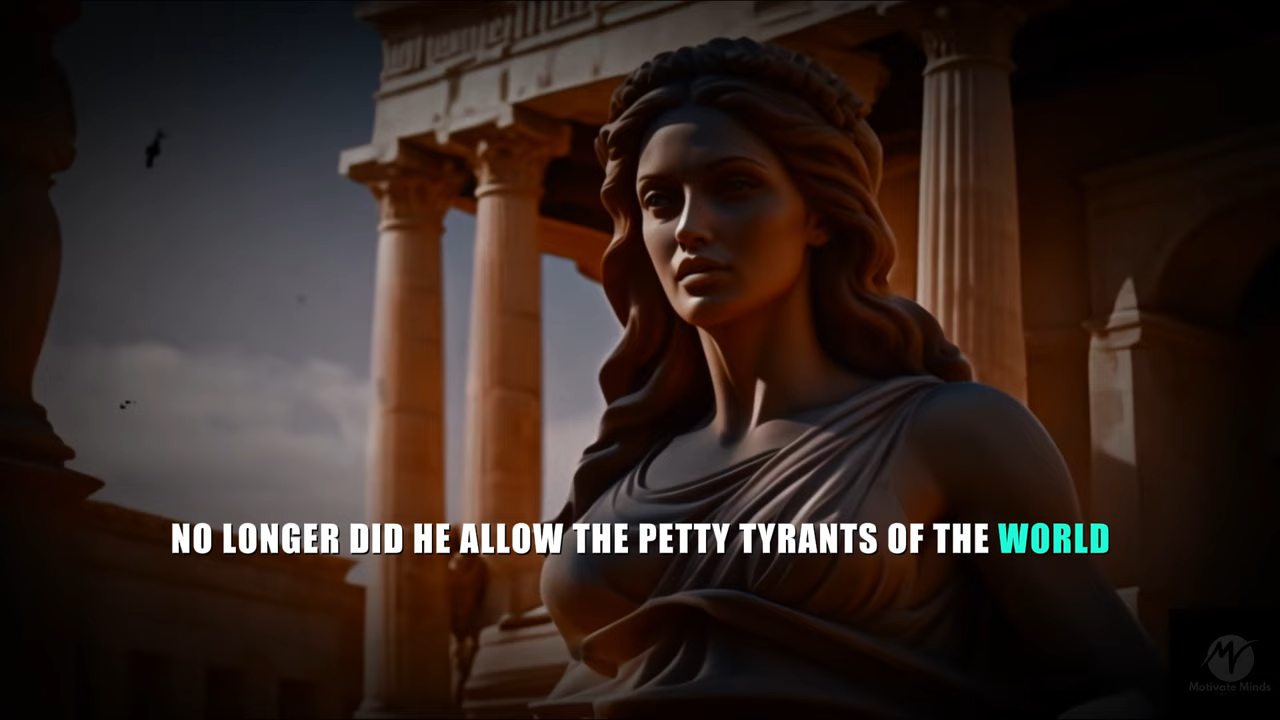 NO LONGER DID HE ALLOW THE PETTY TYRANTS OF THE WORLD
Motivate Minds